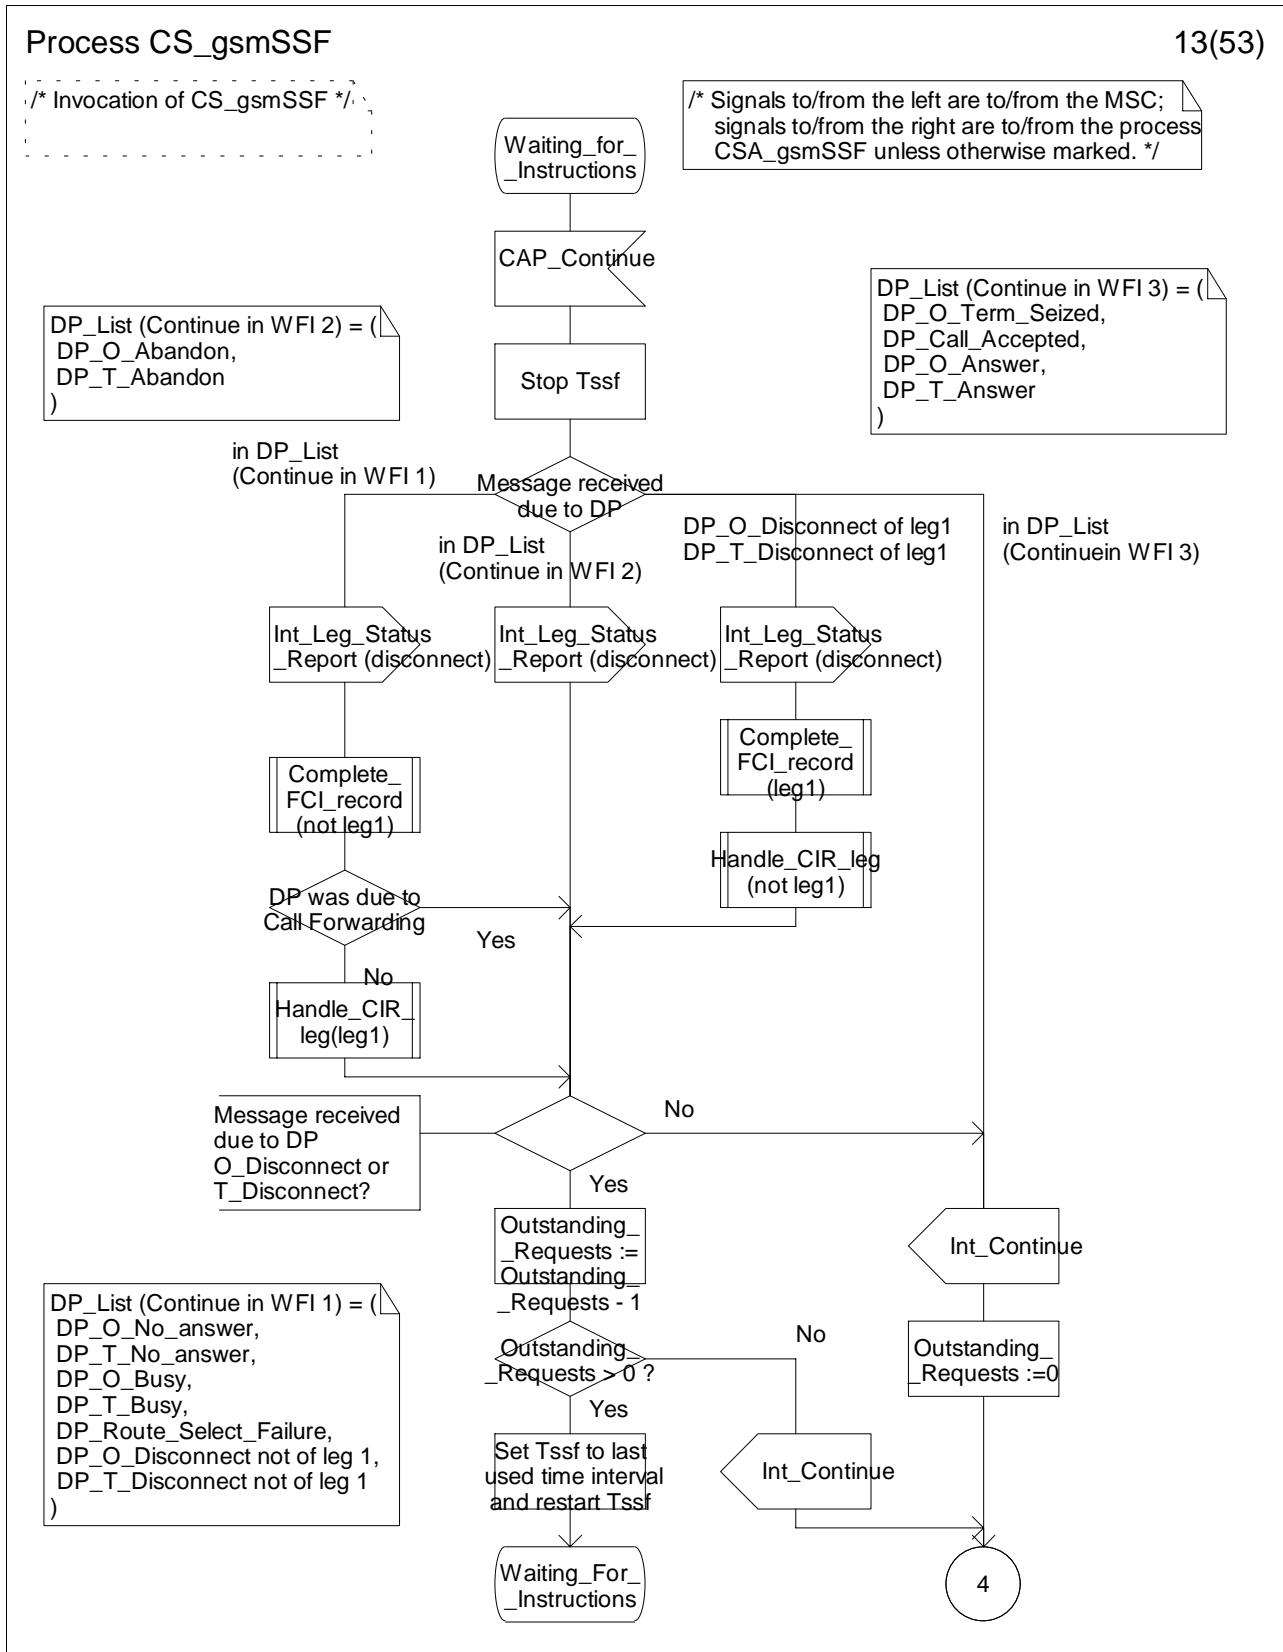 Process CS_gsmSSF
13(53)
/* Invocation of CS_gsmSSF */
/* Signals to/from the left are to/from the MSC;
signals to/from the right are to/from the process
CSA_gsmSSF unless otherwise marked. */
Waiting_for_
_Instructions
CAP_Continue
DP_List (Continue in WFI 2) = (
DP_O_Abandon,
DP_T_Abandon
)
DP_List (Continue in WFI 3) = (
DP_O_Term_Seized,
DP_Call_Accepted,
DP_O_Answer,
DP_T_Answer
)
Stop Tssf
in DP_List
(Continue in WFI 1)
Message received
due to DP
in DP_List
(Continue in WFI 2)
DP_O_Disconnect of leg1
DP_T_Disconnect of leg1
in DP_List
(Continuein WFI 3)
Int_Leg_Status
_Report (disconnect)
Int_Leg_Status
_Report (disconnect)
Int_Leg_Status
_Report (disconnect)
Complete_
FCI_record
(not leg1)
Complete_
FCI_record
(leg1)
Handle_CIR_leg
(not leg1)
DP was due to
Call Forwarding
Yes
No
Handle_CIR_
leg(leg1)
Message received
due to DP
O_Disconnect or
T_Disconnect?
No
Yes
Outstanding_
_Requests :=
Outstanding_
_Requests - 1
Int_Continue
DP_List (Continue in WFI 1) = (
DP_O_No_answer,
DP_T_No_answer,
DP_O_Busy,
DP_T_Busy,
DP_Route_Select_Failure,
DP_O_Disconnect not of leg 1,
DP_T_Disconnect not of leg 1
)
Outstanding_
_Requests > 0 ?
No
Yes
Outstanding_
_Requests :=0
Set Tssf to last
used time interval
and restart Tssf
Int_Continue
Waiting_For_
_Instructions
4